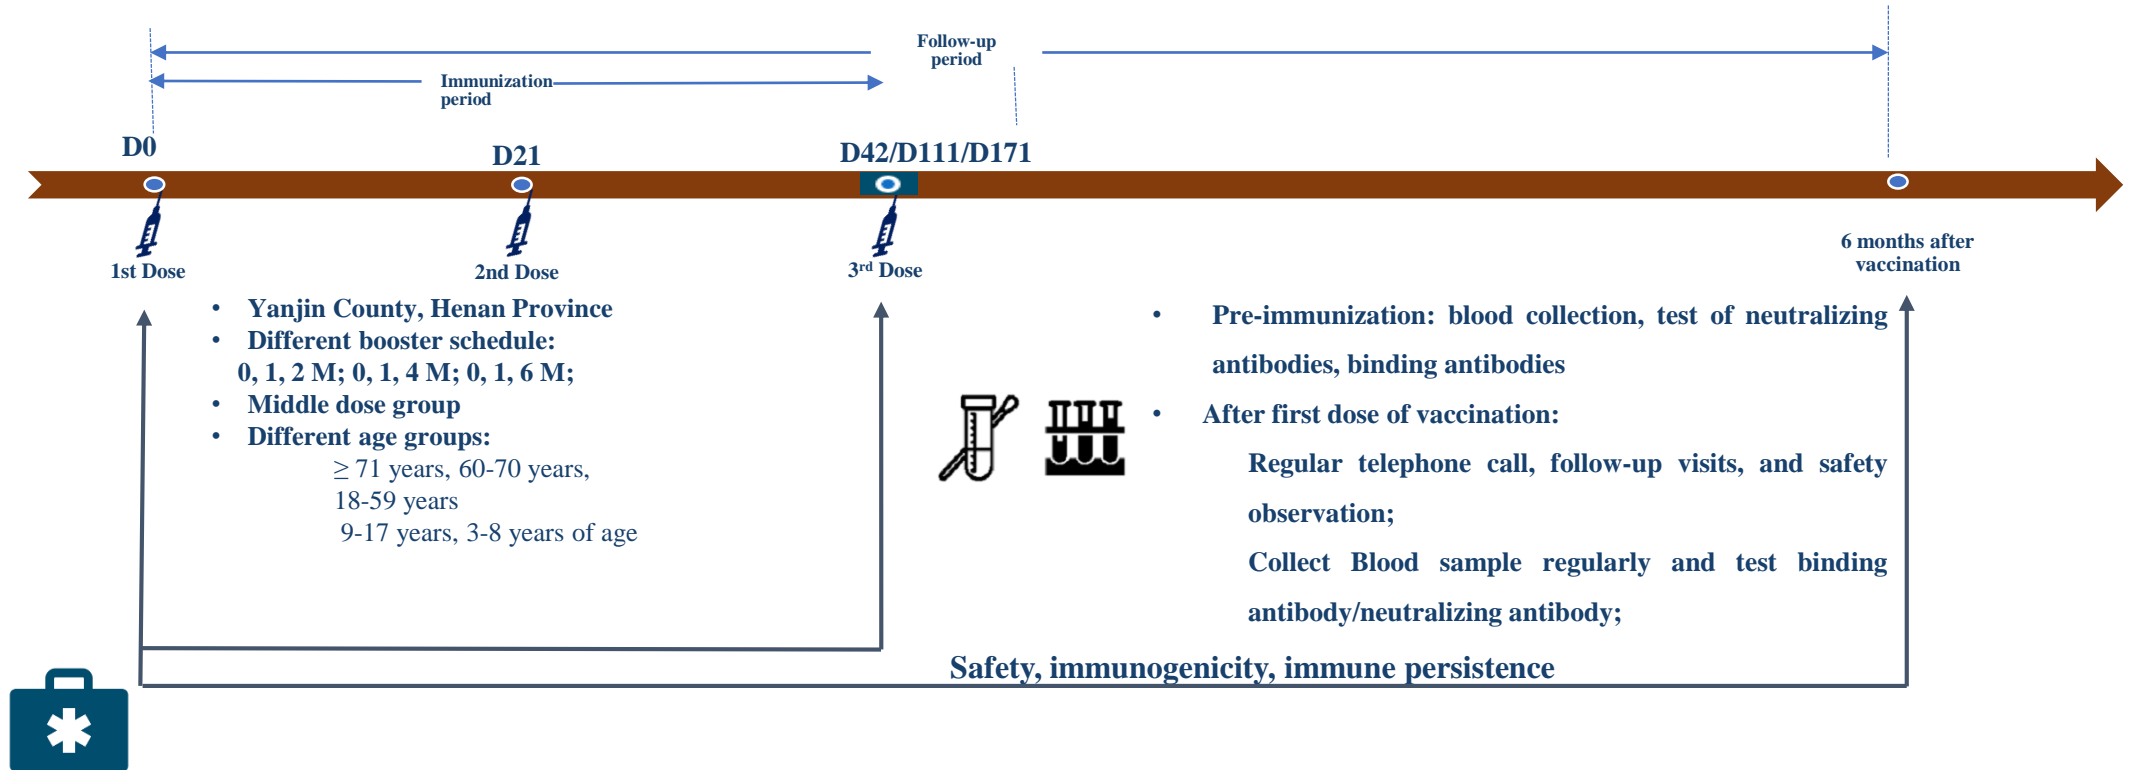 Follow-up
period
Immunization
period
D0
D21
D42/D111/D171
1st Dose
2nd Dose
3rd Dose
6 months after
vaccination
• Yanjin County, Henan Province
• Different booster schedule:
0, 1, 2 M; 0, 1, 4 M; 0, 1, 6 M;
• Middle dose group
• Different age groups:
≥ 71 years, 60-70 years,
18-59 years
9-17 years, 3-8 years of age
• Pre-immunization: blood collection, test of neutralizing
antibodies, binding antibodies
• After first dose of vaccination:
Regular telephone call, follow-up visits, and safety
observation;
Collect Blood sample regularly and test binding
antibody/neutralizing antibody;
Safety, immunogenicity, immune persistence